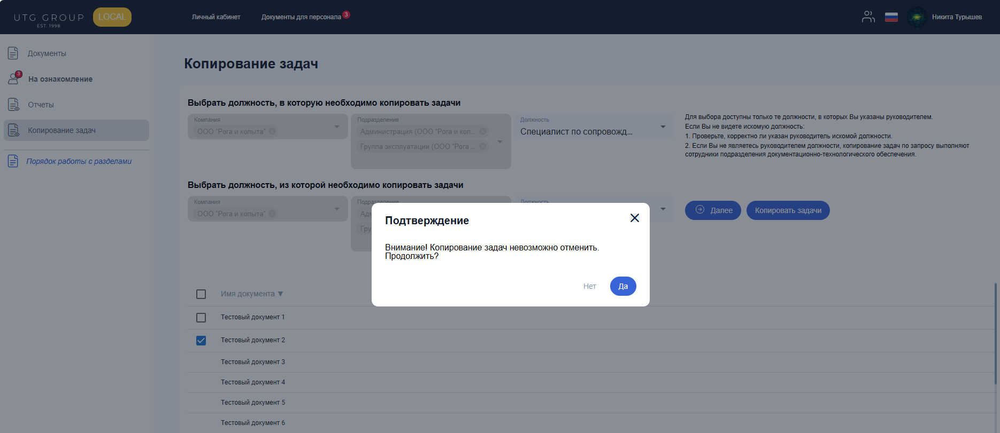 UTG GROUP
EST. 1998
LOCAL
Личный кабинет
Документы для персонала
3
Никита Турышев
Документы
3
На ознакомление
Отчеты
Копирование задач
Порядок работы с разделами
Копирование задач
Выбрать должность, в которую необходимо копировать задачи
Компания
ООО "Рога и копыта"
Подразделение
Администрация (ООО "Рога и коп...
Группа эксплуатации (ООО "Рога ...
Должность
Специалист по сопровожд...
Для выбора доступны только те должности, в которых Вы указаны руководителем.
Если Вы не видете искомую должность:
1. Проверьте, корректно ли указан руководитель искомой должности.
2. Если Вы не являетесь руководителем должности, копирование задач по запросу выполняют
сотрудники подразделения документационно-технологического обеспечения.
Выбрать должность, из которой необходимо копировать задачи
Компания
ООО "Рога и копыта"
Подразделение
Адм
Гру
Должность
Далее
Копировать задачи
Подтверждение
Внимание! Копирование задач невозможно отменить.
Продолжить?
Нет
Да
Имя документа ▼
Тестовый документ 1
Тестовый документ 2
Тестовый документ 3
Тестовый документ 4
Тестовый документ 5
Тестовый документ 6